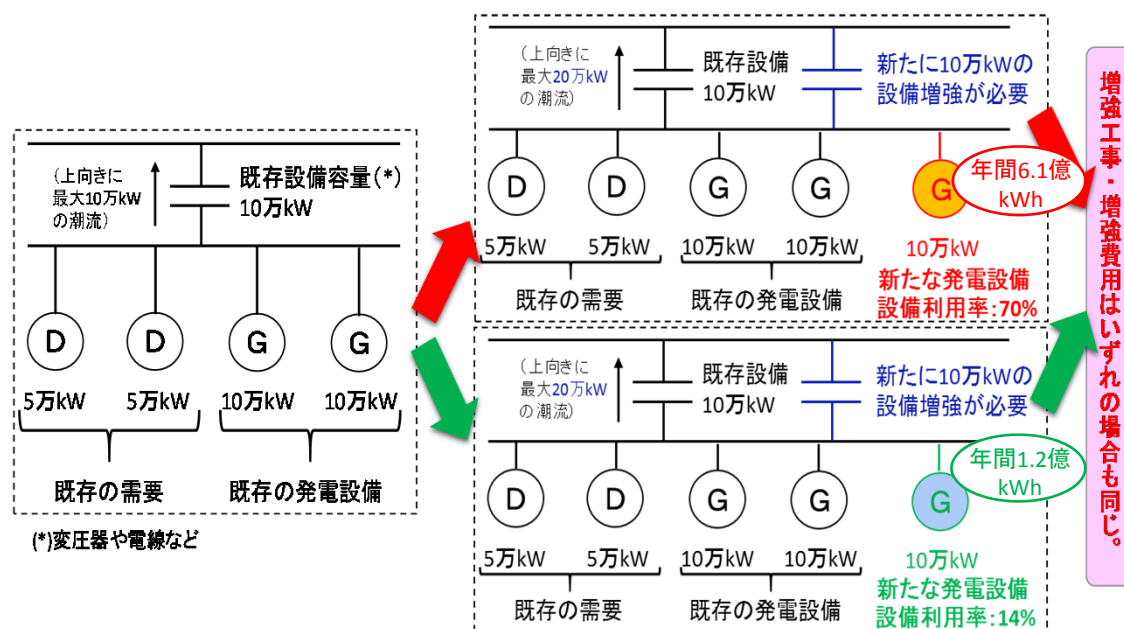 (上向きに
最大10万kW
の潮流)
既存設備容量(*)
10万kW
D
D
G
G
5万kW
5万kW
10万kW
10万kW
既存の需要
既存の発電設備
(*)変圧器や電線など
(上向きに
最大20万kW
の潮流)
既存設備
10万kW
新たに10万kWの
設備増強が必要
D
D
G
G
G
年間6.1億
kWh
5万kW
5万kW
10万kW
10万kW
10万kW
既存の需要
既存の発電設備
新たな発電設備
設備利用率:70%
(上向きに
最大20万kW
の潮流)
既存設備
10万kW
新たに10万kWの
設備増強が必要
D
D
G
G
G
年間1.2億
kWh
5万kW
5万kW
10万kW
10万kW
10万kW
既存の需要
既存の発電設備
新たな発電設備
設備利用率:14%
増強工事・増強費用はいずれの場合も同じ。